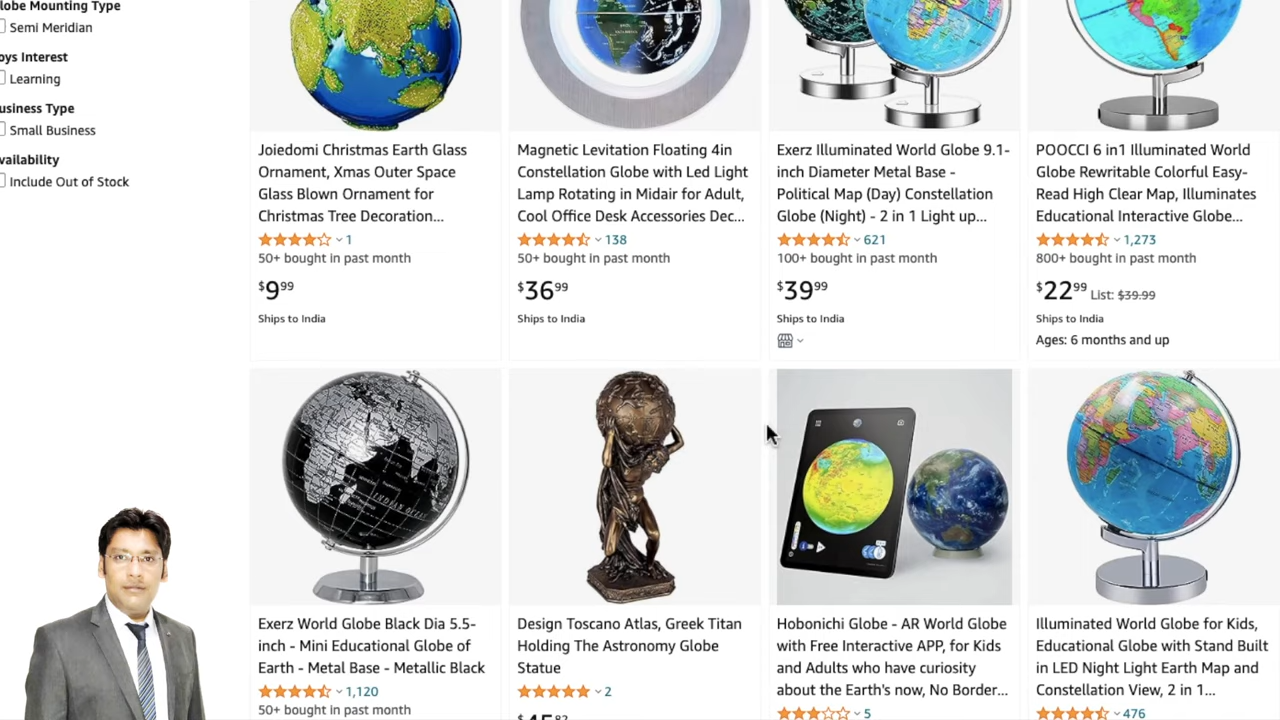 lobe Mounting Type
Semi Meridian
oys Interest
Learning
usiness Type
Small Business
vailability
Include Out of Stock
Joiedomi Christmas Earth Glass
Ornament, Xmas Outer Space
Glass Blown Ornament for
Christmas Tree Decoration...
1
50+ bought in past month
$9.99
Ships to India
Magnetic Levitation Floating 4in
Constellation Globe with Led Light
Lamp Rotating in Midair for Adult,
Cool Office Desk Accessories Dec...
138
50+ bought in past month
$36.99
Ships to India
Exerz Illuminated World Globe 9.1-
inch Diameter Metal Base -
Political Map (Day) Constellation
Globe (Night) - 2 in 1 Light up...
621
100+ bought in past month
$39.99
Ships to India
POOCCI 6 in1 Illuminated World
Globe Rewritable Colorful Easy-
Read High Clear Map, Illuminates
Educational Interactive Globe...
1,273
800+ bought in past month
$22.99 List: $39.99
Ships to India
Ages: 6 months and up
INDIAN OCEAN
Exerz World Globe Black Dia 5.5-
inch - Mini Educational Globe of
Earth - Metal Base - Metallic Black
1,120
50+ bought in past month
Design Toscano Atlas, Greek Titan
Holding The Astronomy Globe
Statue
2
Hobonichi Globe - AR World Globe
with Free Interactive APP, for Kids
and Adults who have curiosity
about the Earth's now, No Border...
5
Illuminated World Globe for Kids,
Educational Globe with Stand Built
in LED Night Light Earth Map and
Constellation View, 2 in 1...
476